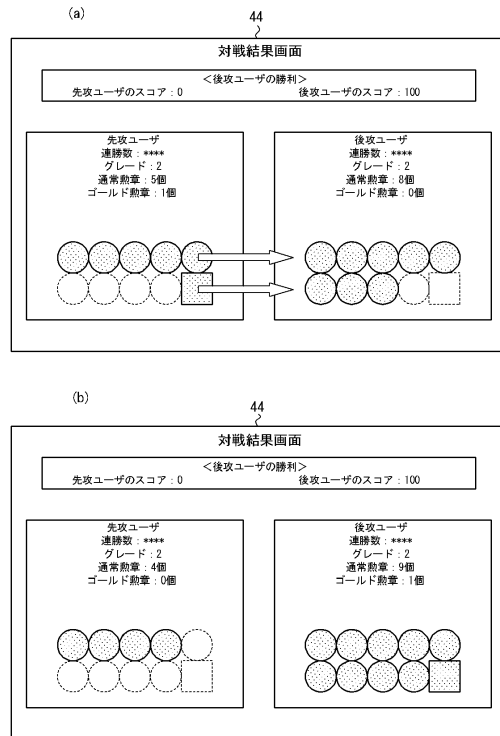 (a)
44
対戦結果画面
<後攻ユーザの勝利>
先攻ユーザのスコア:0 後攻ユーザのスコア:100
先攻ユーザ
連勝数:****
グレード:2
通常勲章:5個
ゴールド勲章:1個
後攻ユーザ
連勝数:****
グレード:2
通常勲章:8個
ゴールド勲章:0個
(b)
44
対戦結果画面
<後攻ユーザの勝利>
先攻ユーザのスコア:0 後攻ユーザのスコア:100
先攻ユーザ
連勝数:****
グレード:2
通常勲章:4個
ゴールド勲章:0個
後攻ユーザ
連勝数:****
グレード:2
通常勲章:9個
ゴールド勲章:1個